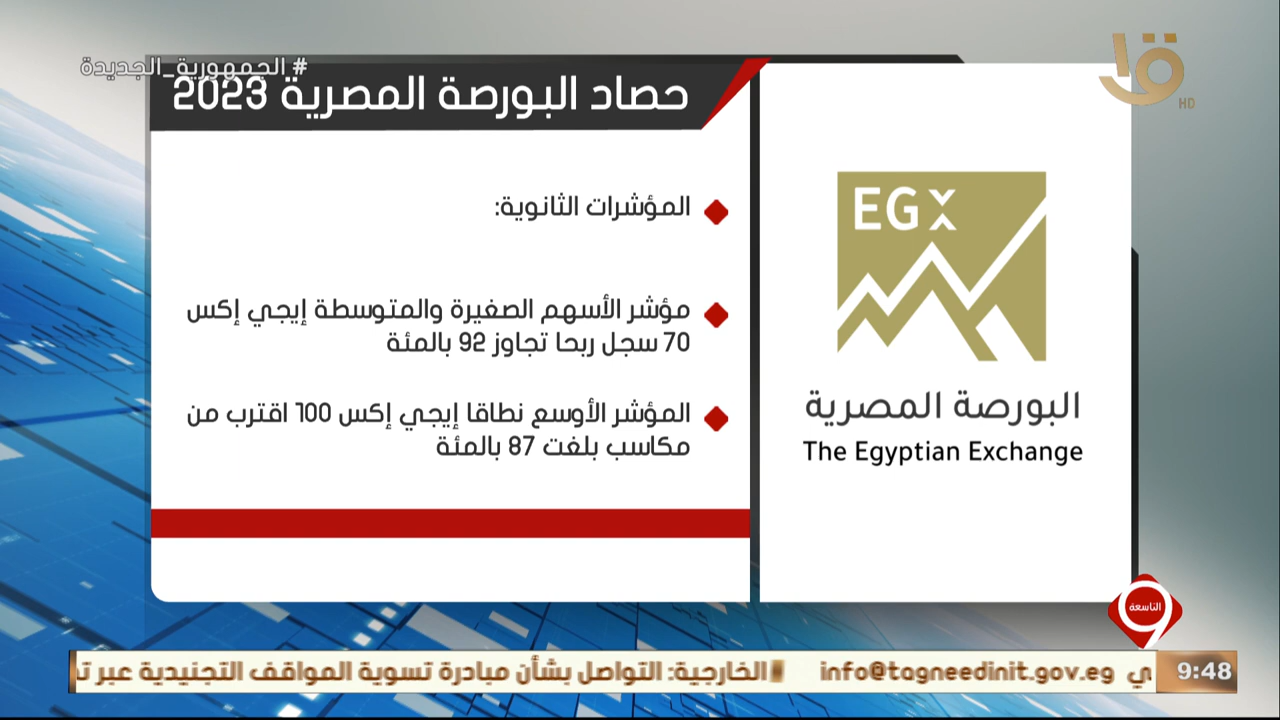 #الجمهورية_الجديدة
HD
حصاد البورصة المصرية 2023
المؤشرات الثانوية:
مؤشر الأسهم الصغيرة والمتوسطة إيجي إكس
70 سجل ربحا تجاوز 92 بالمئة
المؤشر الأوسع نطاقا إيجي إكس 100 اقترب من
مكاسب بلغت 87 بالمئة
EGX
البورصة المصرية
The Egyptian Exchange
التاسعة
9
9:48
ي info@tagneedinit.gov.eg الخارجية: التواصل بشأن مبادرة تسوية المواقف التجنيدية عبر